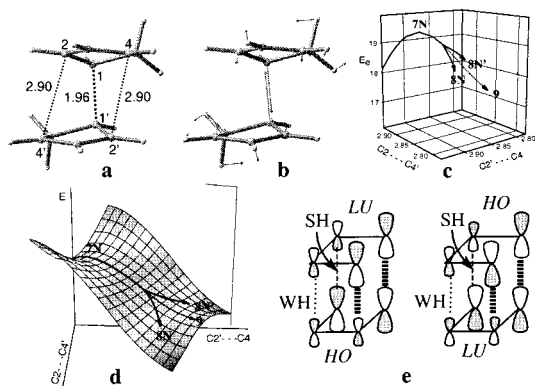 2
4
1
2.90
1.96
2.90
1'
4'
2'
a
b
7N
19
E_e
18
17
8N'
8N
9
2.90
2.85
2.80
C2----C4'
2.90
2.85
2.80
C2'----C4
c
E
7N
9
8N
C2----C4'
C2'----C4
d
LU
SH
WH
HO
HO
SH
WH
LU
e